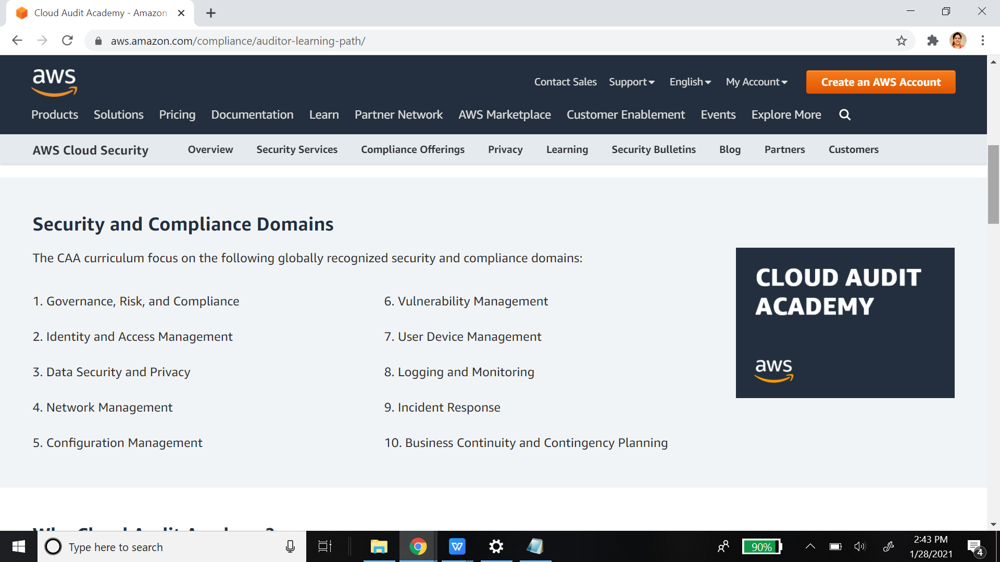 Cloud Audit Academy - Amazon
aws.amazon.com/compliance/auditor-learning-path/
aws
Contact Sales Support English My Account Create an AWS Account
Products Solutions Pricing Documentation Learn Partner Network AWS Marketplace Customer Enablement Events Explore More
AWS Cloud Security Overview Security Services Compliance Offerings Privacy Learning Security Bulletins Blog Partners Customers
Security and Compliance Domains
The CAA curriculum focus on the following globally recognized security and compliance domains:
1. Governance, Risk, and Compliance
2. Identity and Access Management
3. Data Security and Privacy
4. Network Management
5. Configuration Management
6. Vulnerability Management
7. User Device Management
8. Logging and Monitoring
9. Incident Response
10. Business Continuity and Contingency Planning
CLOUD AUDIT
ACADEMY
aws
Why Cloud Audit Academy?
Type here to search
90%
2:43 PM
1/28/2021
4